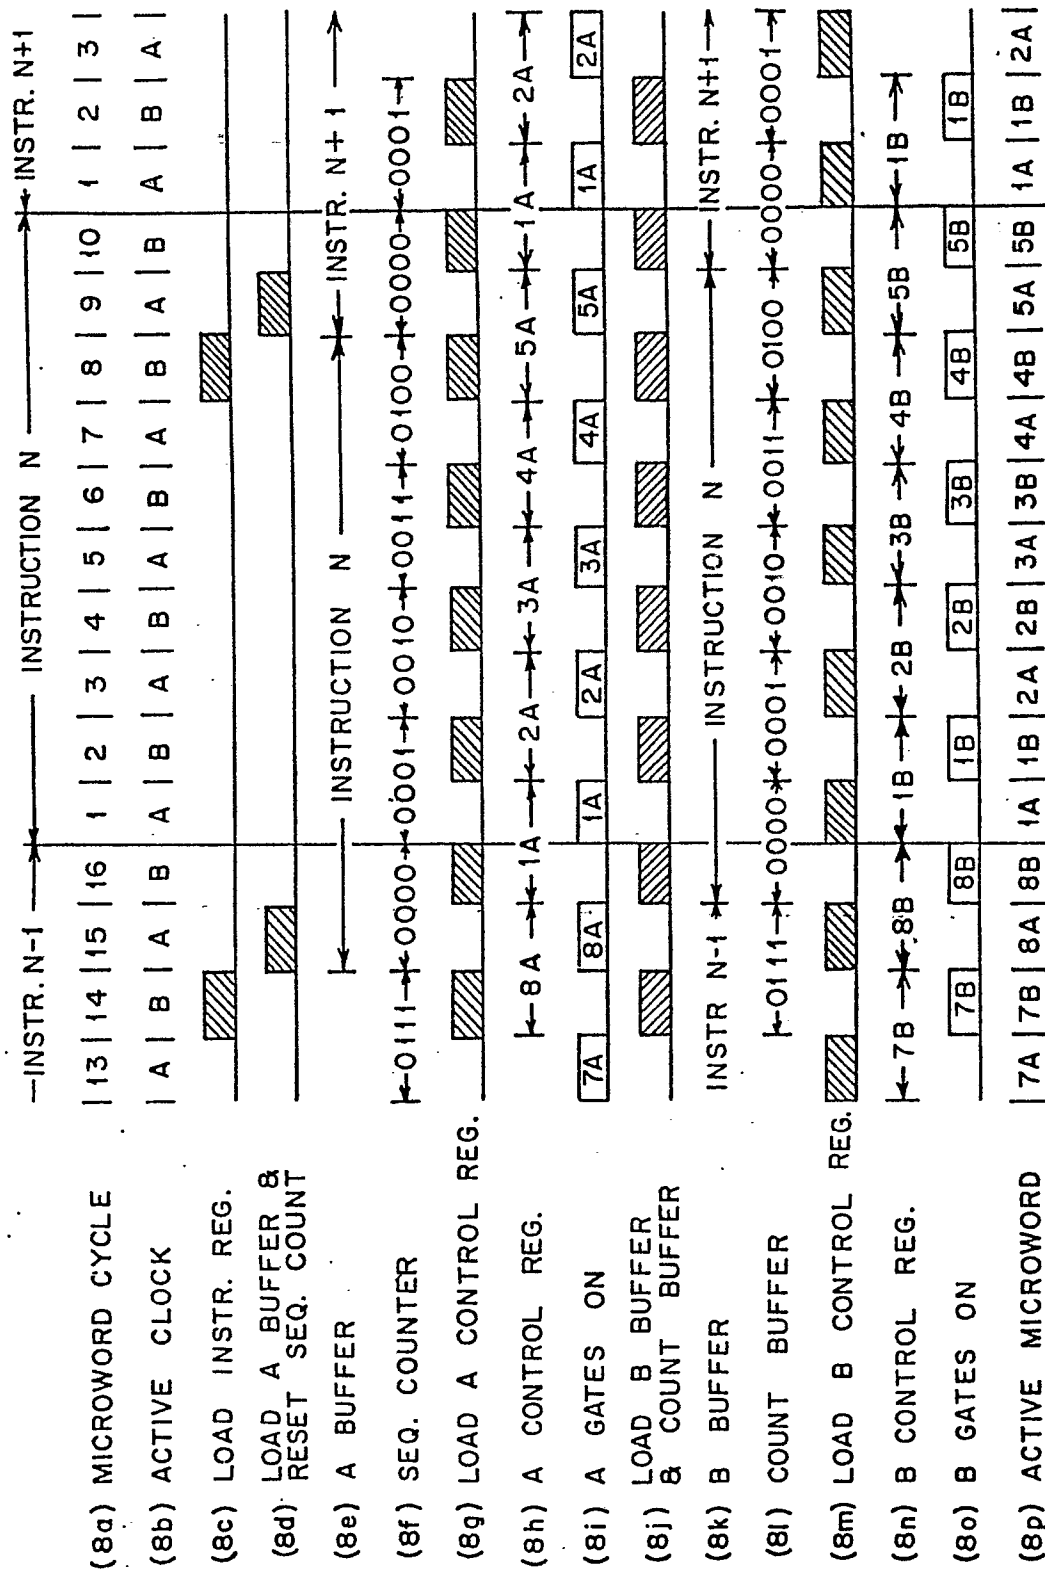 INSTR. N-1 INSTRUCTION N INSTR. N+1
(8a) MICROWORD CYCLE |13|14|15|16| 1 | 2 | 3 | 4 | 5 | 6 | 7 | 8 | 9 |10| 1 | 2 | 3 |
(8b) ACTIVE CLOCK | A | B | A | B | A | B | A | B | A | B | A | B | A | B | A | B | A |
(8c) LOAD INSTR. REG.
(8d) LOAD A BUFFER &
RESET SEQ. COUNT
(8e) A BUFFER INSTRUCTION N INSTR. N+1
(8f) SEQ. COUNTER 0111 0000 0001 0010 0011 0100 0000 0001
(8g) LOAD A CONTROL REG.
(8h) A CONTROL REG. 8A 1A 2A 3A 4A 5A 1A 2A
(8i) A GATES ON 7A 8A 1A 2A 3A 4A 5A 1A 2A
(8j) LOAD B BUFFER
& COUNT BUFFER
(8k) B BUFFER INSTR N-1 INSTRUCTION N INSTR. N+1
(8l) COUNT BUFFER 0111 0000 0001 0010 0011 0100 0000 0001
(8m) LOAD B CONTROL REG.
(8n) B CONTROL REG. 7B 8B 1B 2B 3B 4B 5B 1B
(8o) B GATES ON 7B 8B 1B 2B 3B 4B 5B 1B
(8p) ACTIVE MICROWORD |7A|7B|8A|8B|1A|1B|2A|2B|3A|3B|4A|4B|5A|5B|1A|1B|2A|